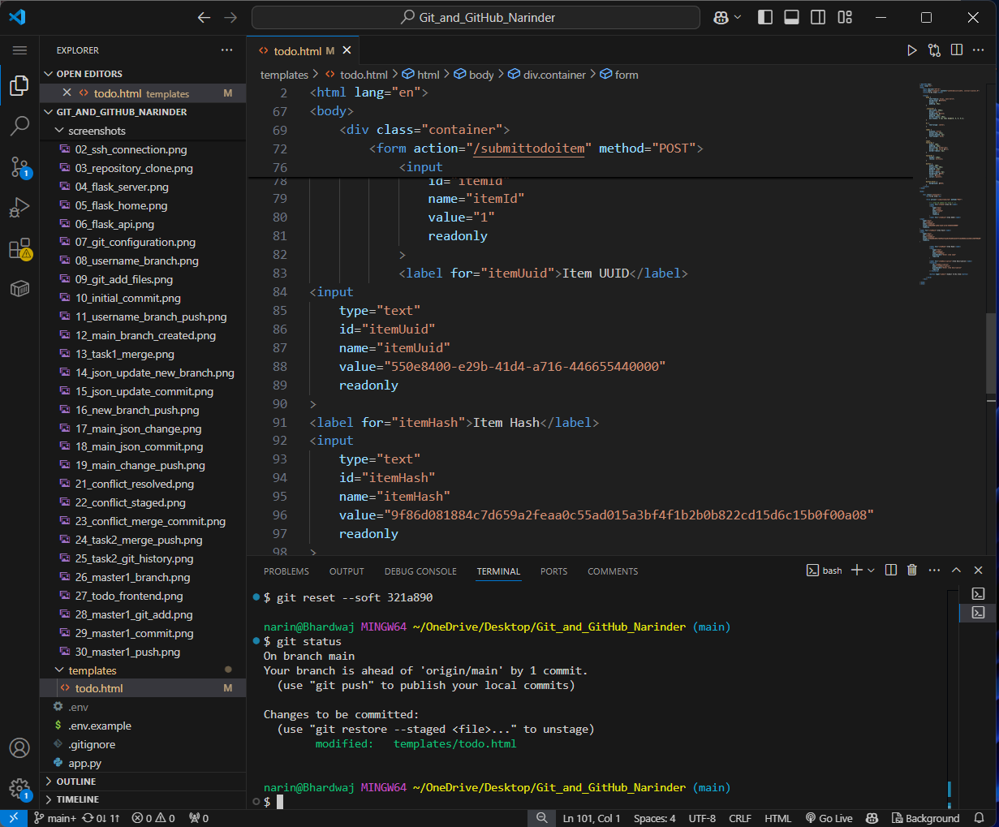 Git_and_GitHub_Narinder
EXPLORER
OPEN EDITORS
todo.html templates M
GIT_AND_GITHUB_NARINDER
screenshots
02_ssh_connection.png
03_repository_clone.png
04_flask_server.png
05_flask_home.png
06_flask_api.png
07_git_configuration.png
08_username_branch.png
09_git_add_files.png
10_initial_commit.png
11_username_branch_push.png
12_main_branch_created.png
13_task1_merge.png
14_json_update_new_branch.png
15_json_update_commit.png
16_new_branch_push.png
17_main_json_change.png
18_main_json_commit.png
19_main_change_push.png
21_conflict_resolved.png
22_conflict_staged.png
23_conflict_merge_commit.png
24_task2_merge_push.png
25_task2_git_history.png
26_master1_branch.png
27_todo_frontend.png
28_master1_git_add.png
29_master1_commit.png
30_master1_push.png
templates
todo.html M
.env
.env.example
.gitignore
app.py
OUTLINE
TIMELINE
1
1
todo.html M
templates > todo.html > html > body > div.container > form
2 <html lang="en">
67 <body>
69 <div class="container">
72 <form action="/submittodoitem" method="POST">
76 <input
78 id="itemId"
79 name="itemId"
80 value="1"
81 readonly
82 >
83 <label for="itemUuid">Item UUID</label>
84 <input
85 type="text"
86 id="itemUuid"
87 name="itemUuid"
88 value="550e8400-e29b-41d4-a716-446655440000"
89 readonly
90 >
91 <label for="itemHash">Item Hash</label>
92 <input
93 type="text"
94 id="itemHash"
95 name="itemHash"
96 value="9f86d081884c7d659a2feaa0c55ad015a3bf4f1b2b0b822cd15d6c15b0f00a08"
97 readonly
98 >
PROBLEMS OUTPUT DEBUG CONSOLE TERMINAL PORTS COMMENTS
bash
$ git reset --soft 321a890
narin@Bhardwaj MINGW64 ~/OneDrive/Desktop/Git_and_GitHub_Narinder (main)
$ git status
On branch main
Your branch is ahead of 'origin/main' by 1 commit.
(use "git push" to publish your local commits)
Changes to be committed:
(use "git restore --staged <file>..." to unstage)
modified: templates/todo.html
narin@Bhardwaj MINGW64 ~/OneDrive/Desktop/Git_and_GitHub_Narinder (main)
$
main+ 0↓ 1↑ 0 0 0 Ln 101, Col 1 Spaces: 4 UTF-8 CRLF HTML Go Live Background